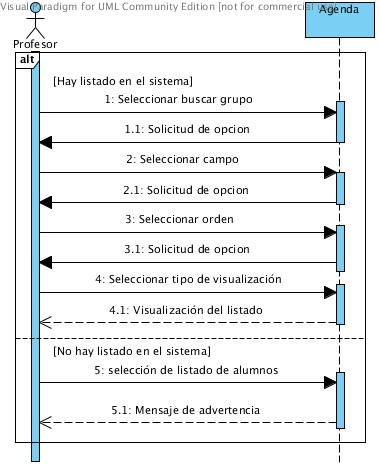 Visual Paradigm for UML Community Edition [not for commercial use]
Agenda
Profesor
alt
[Hay listado en el sistema]
1: Seleccionar buscar grupo
1.1: Solicitud de opcion
2: Seleccionar campo
2.1: Solicitud de opcion
3: Seleccionar orden
3.1: Solicitud de opcion
4: Seleccionar tipo de visualización
4.1: Visualización del listado
[No hay listado en el sistema]
5: selección de listado de alumnos
5.1: Mensaje de advertencia